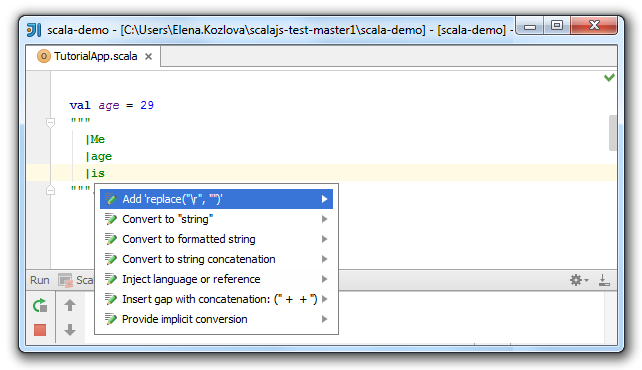 scala-demo - [C:\Users\Elena.Kozlova\scalajs-test-master1\scala-demo] - [scala-demo] -
TutorialApp.scala
val age = 29
"""
|Me
|age
|is
""".
Add 'replace("\r", "")'
Convert to "string"
Convert to formatted string
Convert to string concatenation
Inject language or reference
Insert gap with concatenation: (" + + ")
Provide implicit conversion
Run